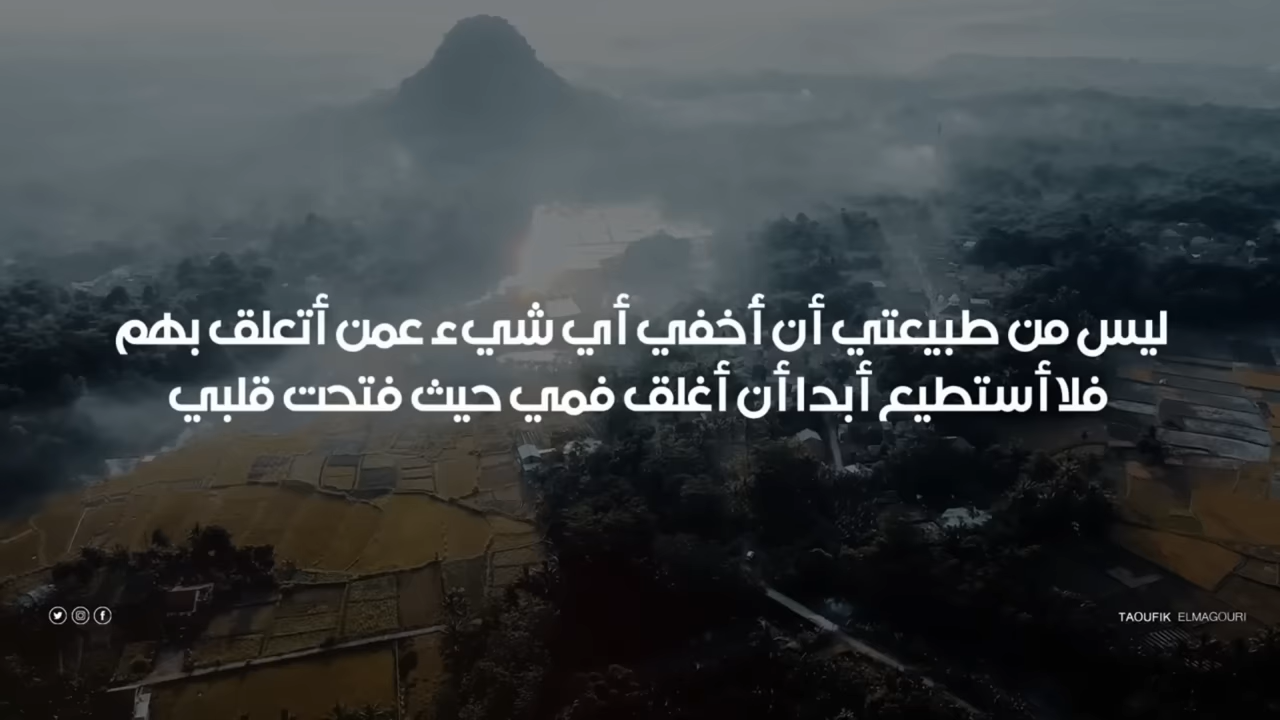 ليس من طبيعتي أن أخفي أي شيء عمن أتعلق بهم
فلا أستطيع أبدا أن أغلق فمي حيث فتحت قلبي
TAOUFIK ELMAGOURI